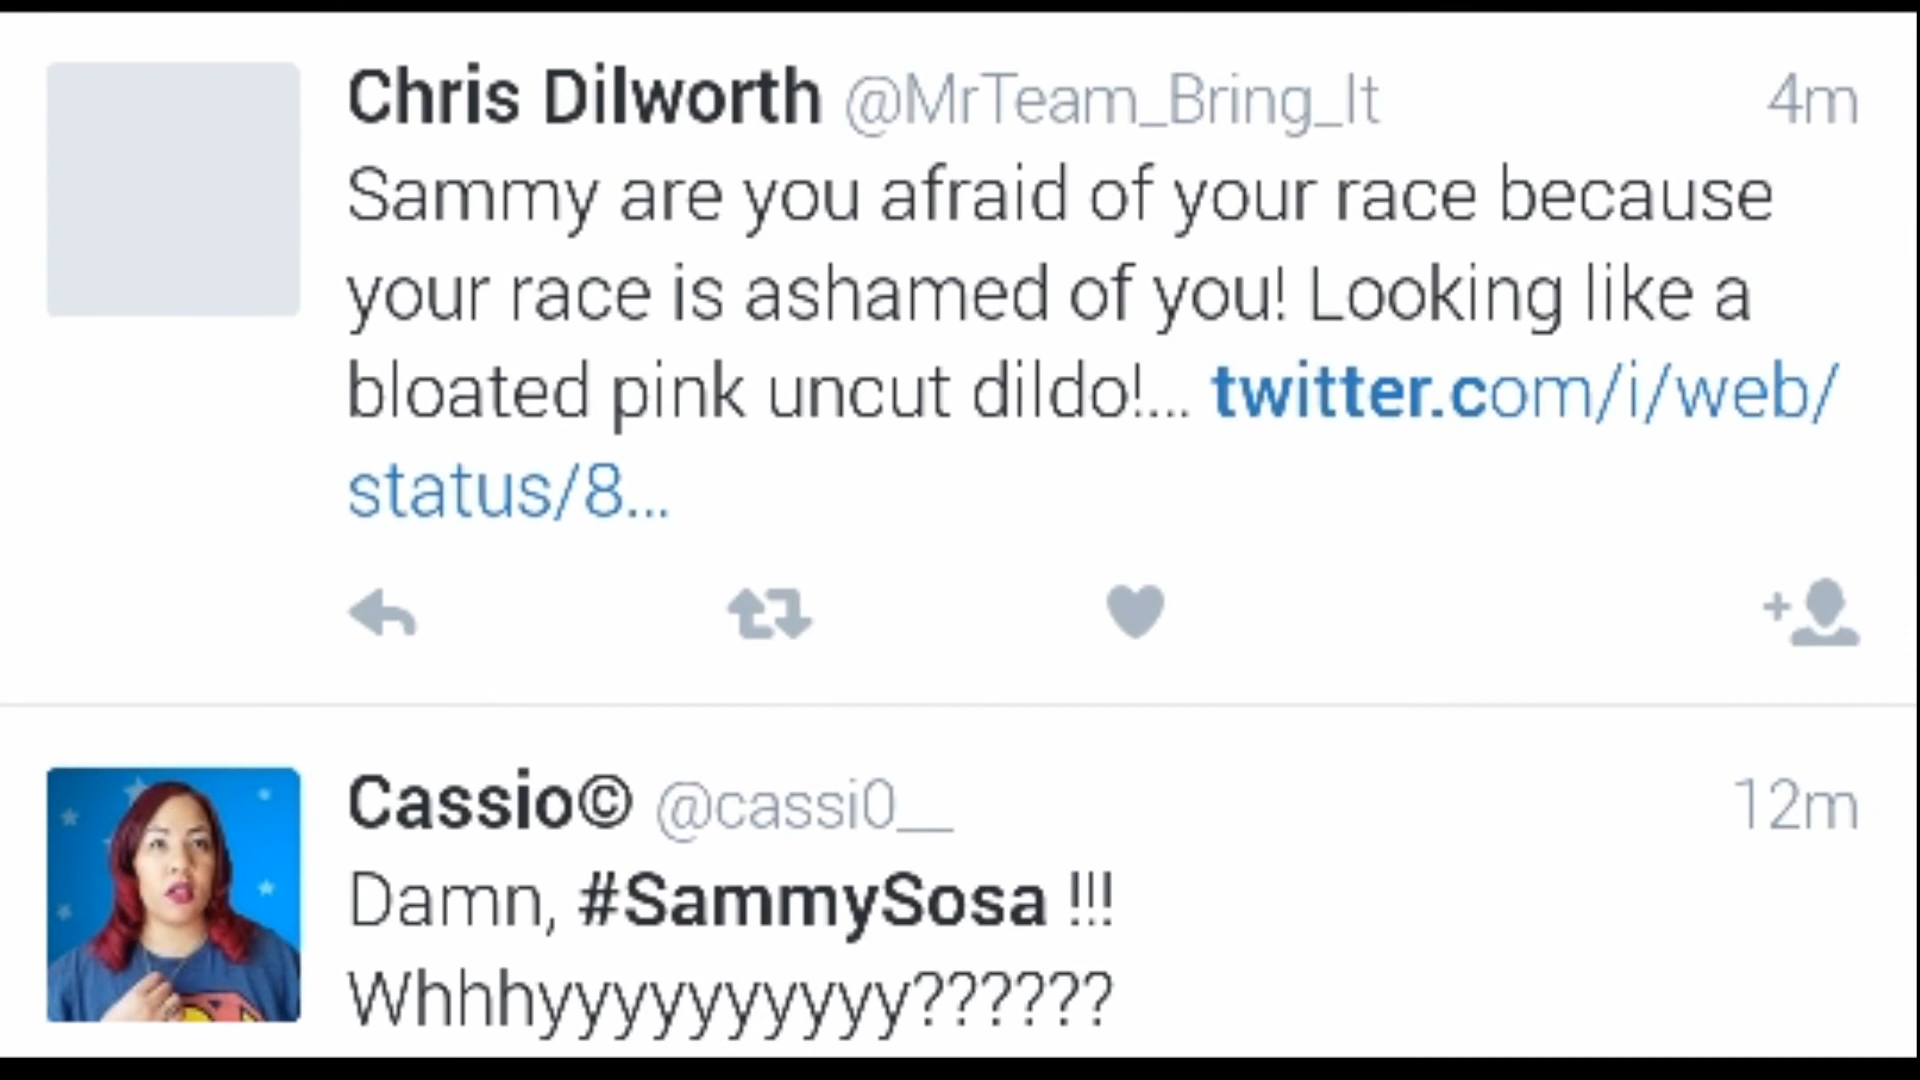 Chris Dilworth @MrTeam_Bring_It 4m
Sammy are you afraid of your race because
your race is ashamed of you! Looking like a
bloated pink uncut dildo!... twitter.com/i/web/
status/8...
Cassio© @cassi0__ 12m
Damn, #SammySosa !!!
Whhhyyyyyyyyyy??????